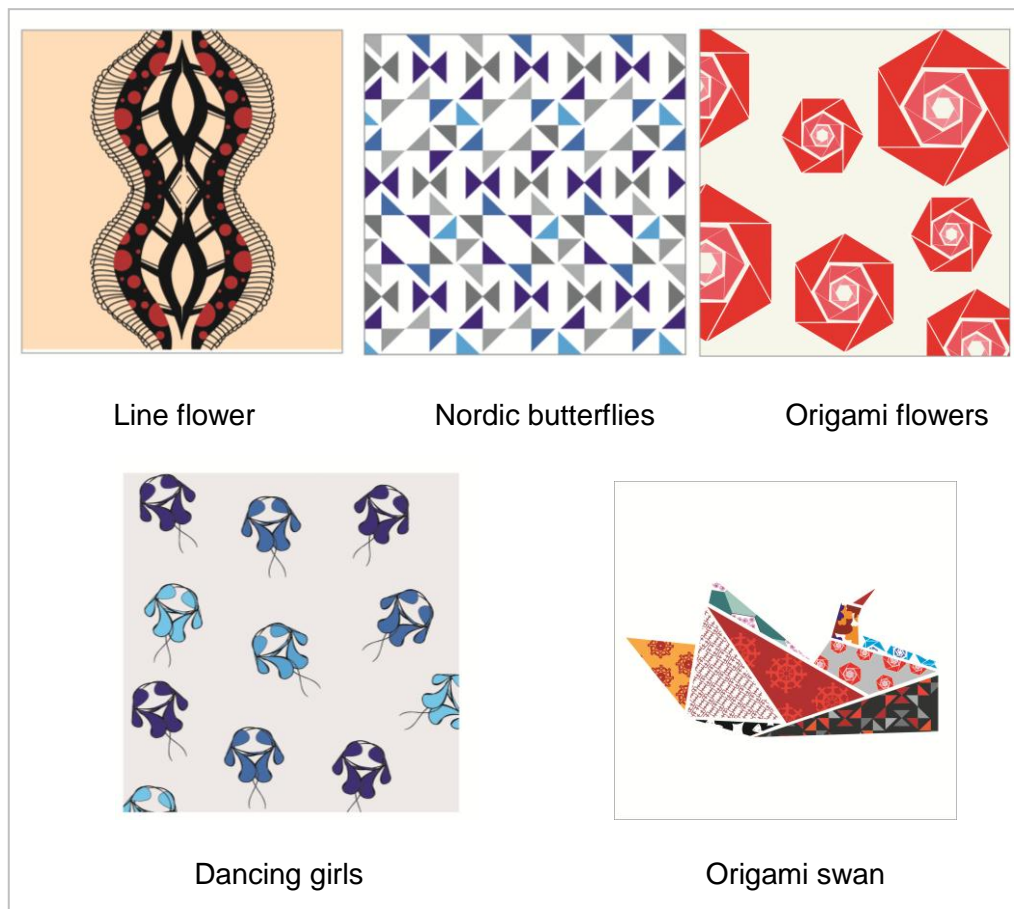 Line flower
Nordic butterflies
Origami flowers
Dancing girls
Origami swan